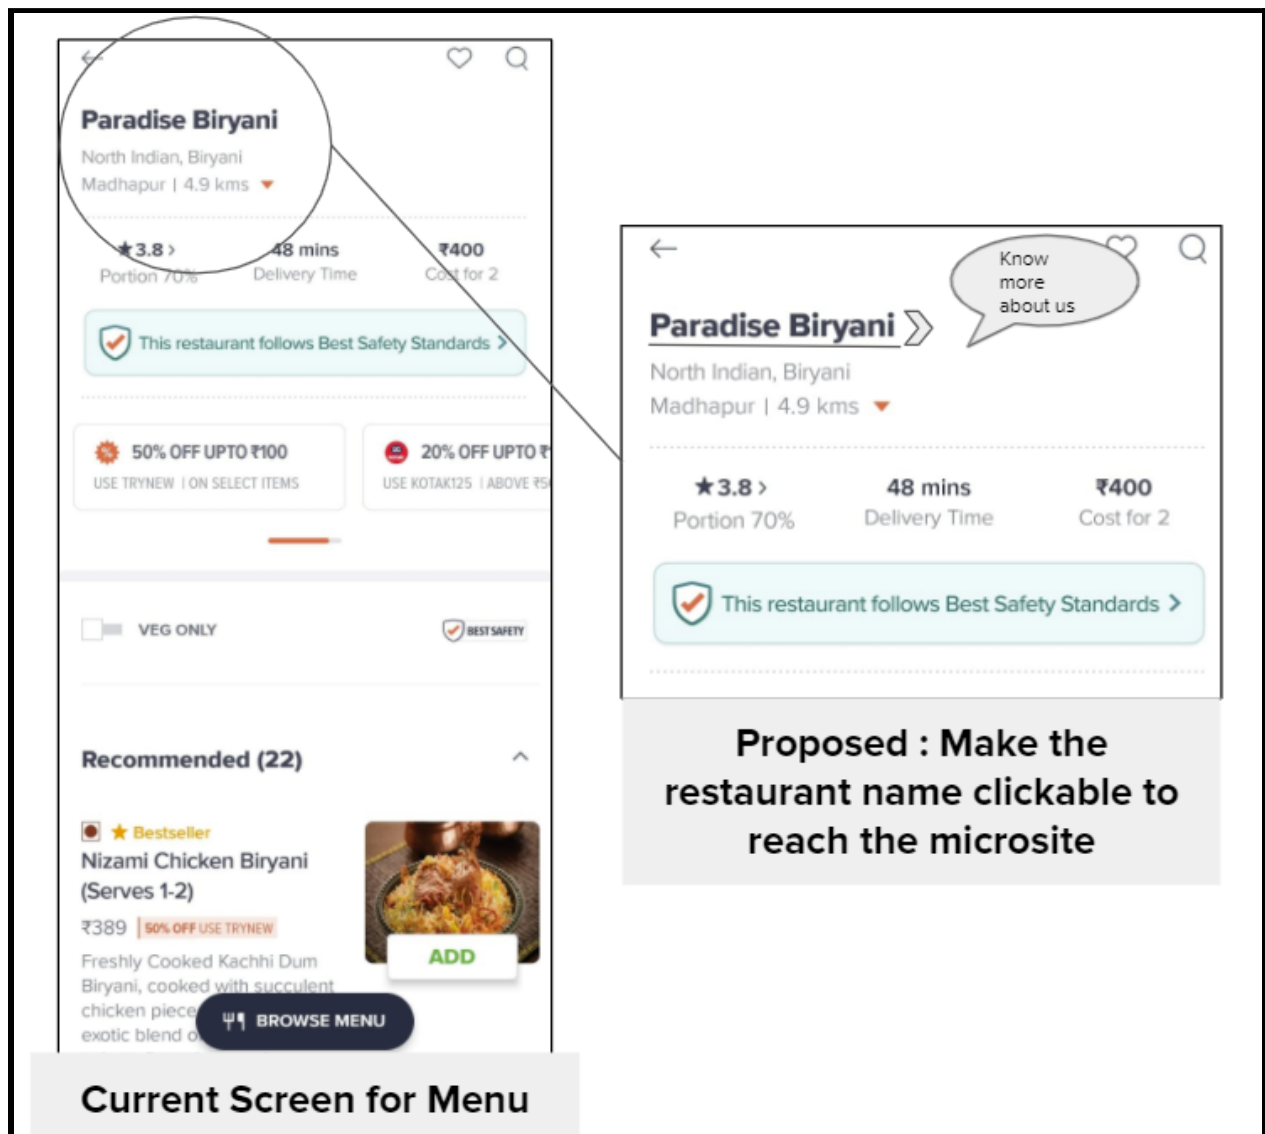 Paradise Biryani
North Indian, Biryani
Madhapur | 4.9 kms
★3.8 >
48 mins
₹400
Portion 70%
Delivery Time
Cost for 2
This restaurant follows Best Safety Standards >
50% OFF UPTO ₹100
USE TRYNEW | ON SELECT ITEMS
20% OFF UPTO ₹
USE KOTAK125 | ABOVE ₹5
VEG ONLY
BEST SAFETY
Recommended (22)
★ Bestseller
Nizami Chicken Biryani
(Serves 1-2)
₹389
50% OFF USE TRYNEW
Freshly Cooked Kachhi Dum
Biryani, cooked with succulent
chicken piece
exotic blend o
ADD
BROWSE MENU
Current Screen for Menu
Know
more
about us
Paradise Biryani
North Indian, Biryani
Madhapur | 4.9 kms
★3.8 >
48 mins
₹400
Portion 70%
Delivery Time
Cost for 2
This restaurant follows Best Safety Standards >
Proposed : Make the
restaurant name clickable to
reach the microsite